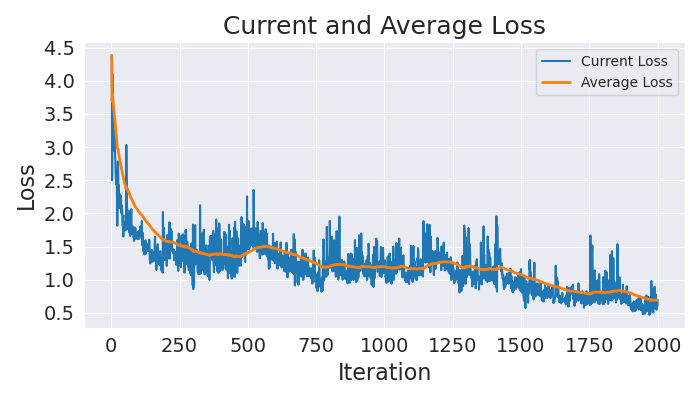 Current and Average Loss
Current Loss
Average Loss
Loss
4.5
4.0
3.5
3.0
2.5
2.0
1.5
1.0
0.5
0 250 500 750 1000 1250 1500 1750 2000
Iteration